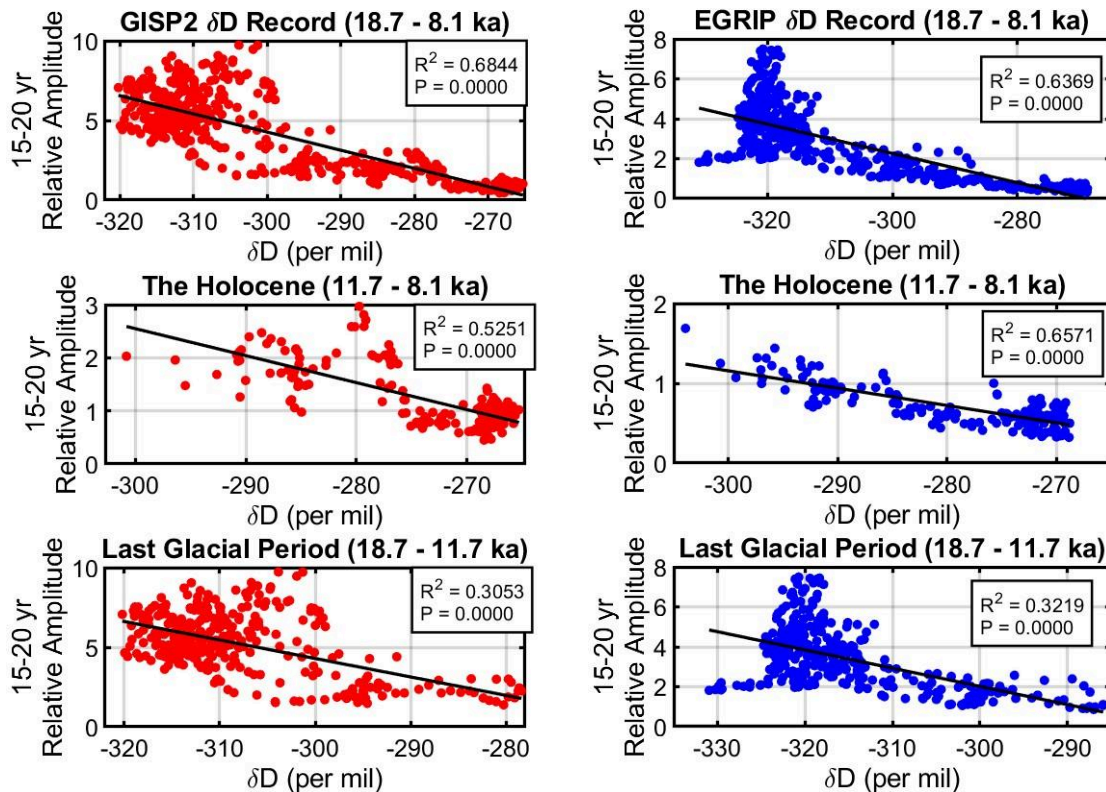 GISP2 δD Record (18.7 - 8.1 ka)
15-20 yr
Relative Amplitude
10
5
0
R² = 0.6844
P = 0.0000
-320 -310 -300 -290 -280 -270
δD (per mil)
EGRIP δD Record (18.7 - 8.1 ka)
15-20 yr
Relative Amplitude
8
6
4
2
0
R² = 0.6369
P = 0.0000
-320 -300 -280
δD (per mil)
The Holocene (11.7 - 8.1 ka)
15-20 yr
Relative Amplitude
3
2
1
0
R² = 0.5251
P = 0.0000
-300 -290 -280 -270
δD (per mil)
The Holocene (11.7 - 8.1 ka)
15-20 yr
Relative Amplitude
2
1
0
R² = 0.6571
P = 0.0000
-300 -290 -280 -270
δD (per mil)
Last Glacial Period (18.7 - 11.7 ka)
15-20 yr
Relative Amplitude
10
5
0
R² = 0.3053
P = 0.0000
-320 -310 -300 -290 -280
δD (per mil)
Last Glacial Period (18.7 - 11.7 ka)
15-20 yr
Relative Amplitude
8
6
4
2
0
R² = 0.3219
P = 0.0000
-330 -320 -310 -300 -290
δD (per mil)